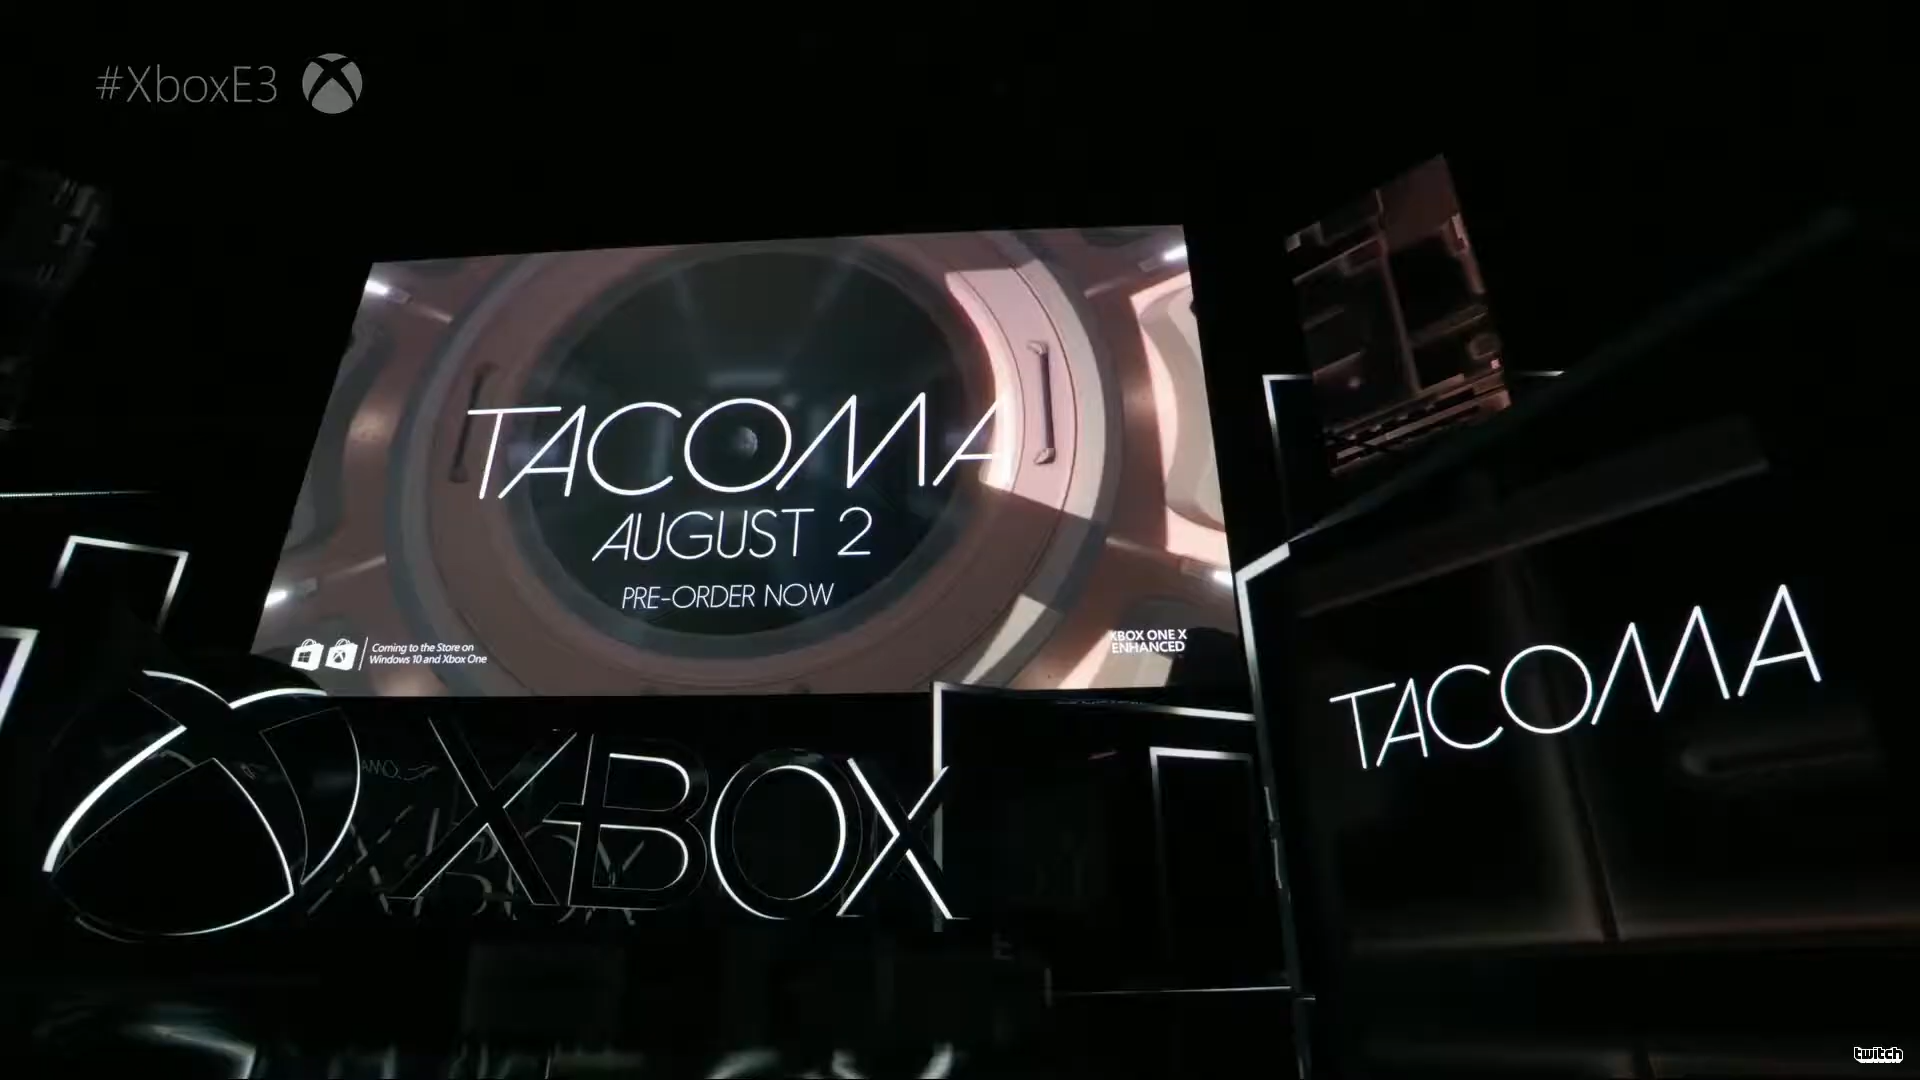 #XboxE3
TACOMA
AUGUST 2
PRE-ORDER NOW
Coming to the Store on
Windows 10 and Xbox One
XBOX ONE X
ENHANCED
TACOMA
XBOX
twitch